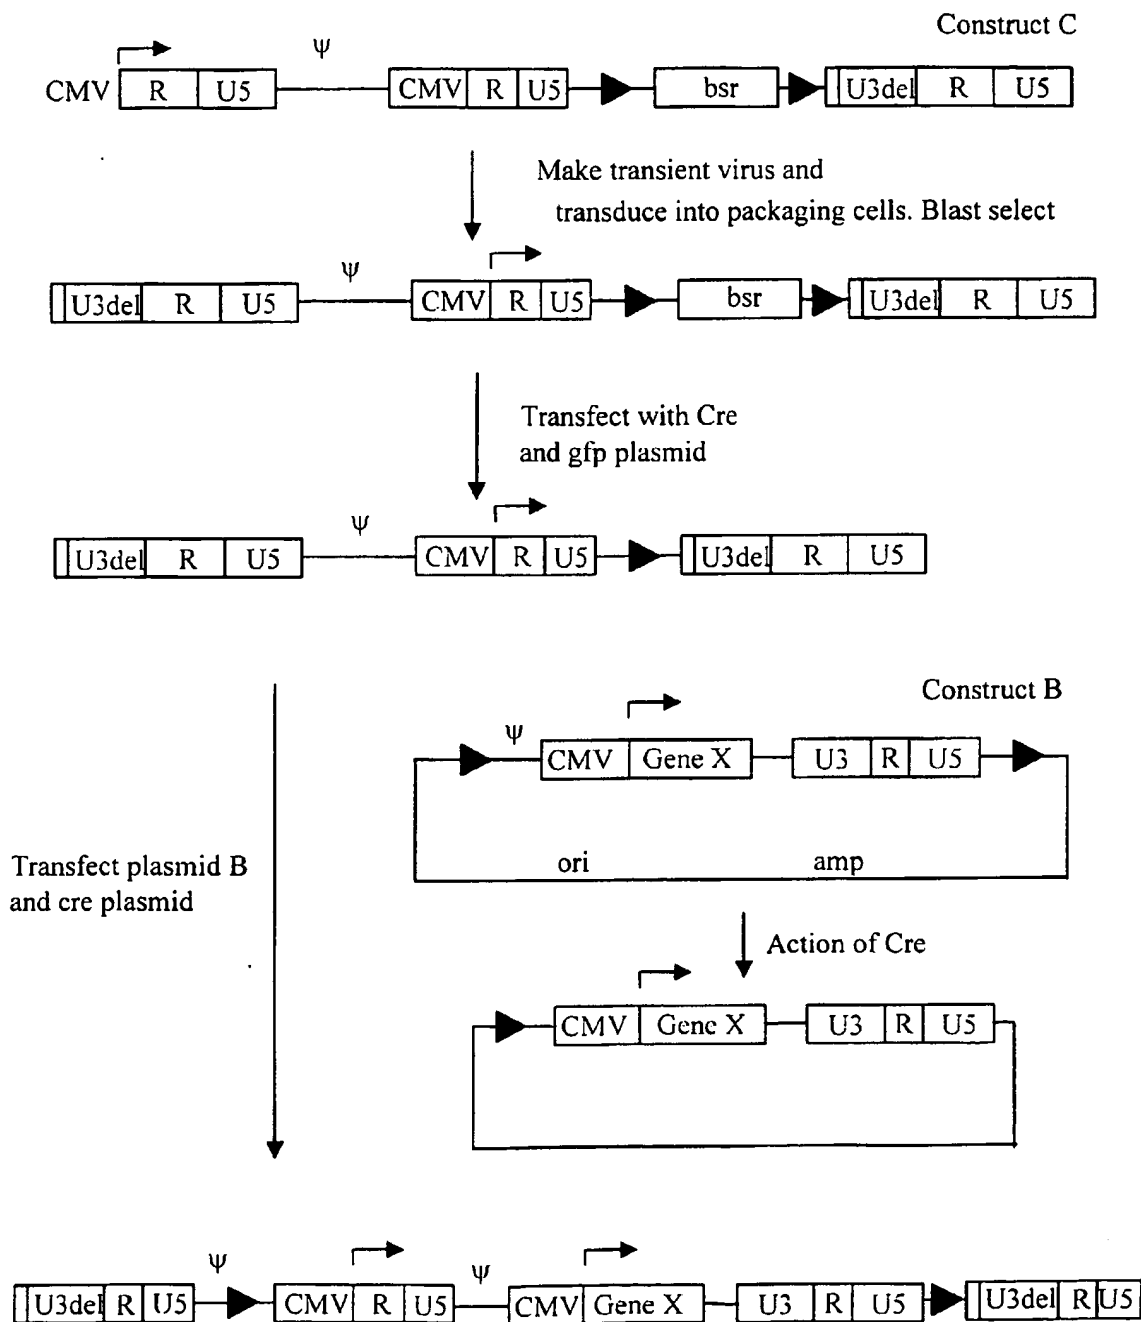 Construct C
ψ
CMV R U5 CMV R U5 bsr U3del R U5
Make transient virus and
transduce into packaging cells. Blast select
ψ
U3del R U5 CMV R U5 bsr U3del R U5
Transfect with Cre
and gfp plasmid
ψ
U3del R U5 CMV R U5 U3del R U5
Construct B
ψ
CMV Gene X U3 R U5
ori amp
Transfect plasmid B
and cre plasmid
Action of Cre
CMV Gene X U3 R U5
ψ ψ
U3del R U5 CMV R U5 CMV Gene X U3 R U5 U3del R U5